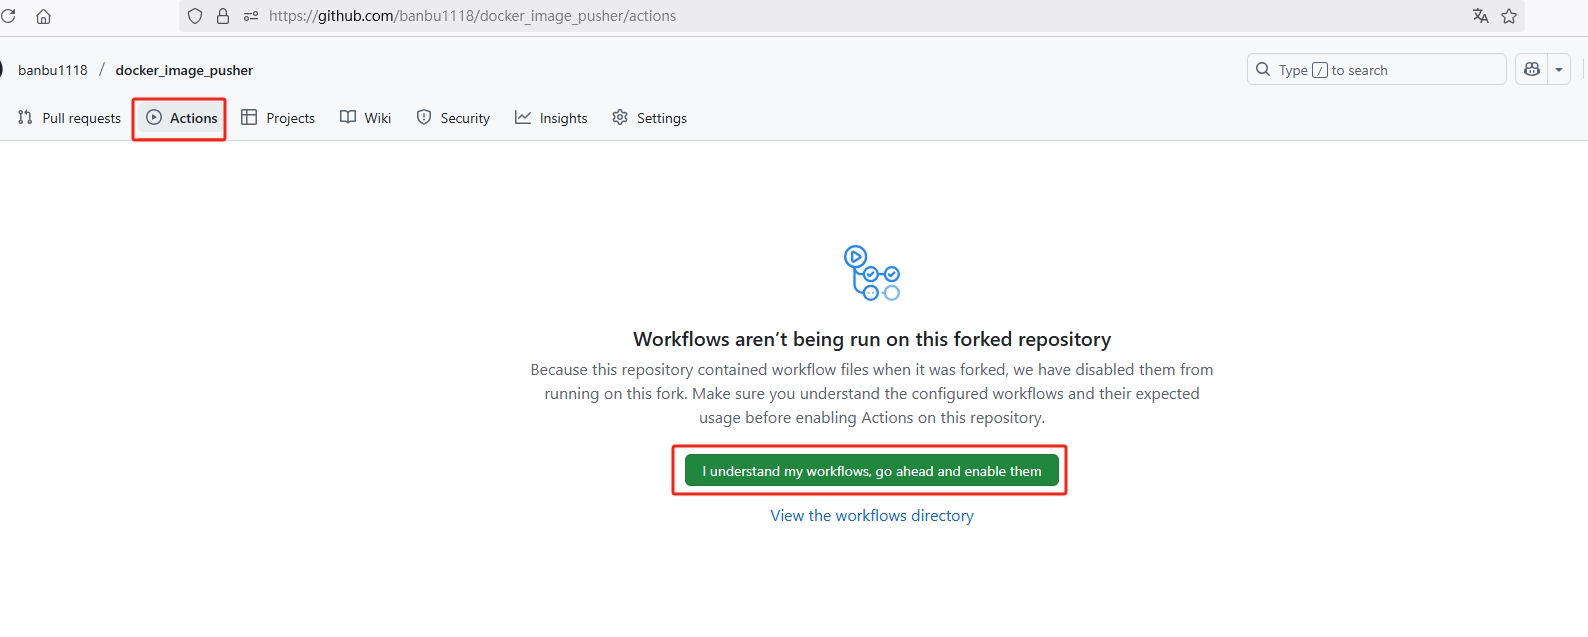 https://github.com/banbu1118/docker_image_pusher/actions
banbu1118 / docker_image_pusher
Type / to search
Pull requests Actions Projects Wiki Security Insights Settings
Workflows aren’t being run on this forked repository
Because this repository contained workflow files when it was forked, we have disabled them from
running on this fork. Make sure you understand the configured workflows and their expected
usage before enabling Actions on this repository.
I understand my workflows, go ahead and enable them
View the workflows directory